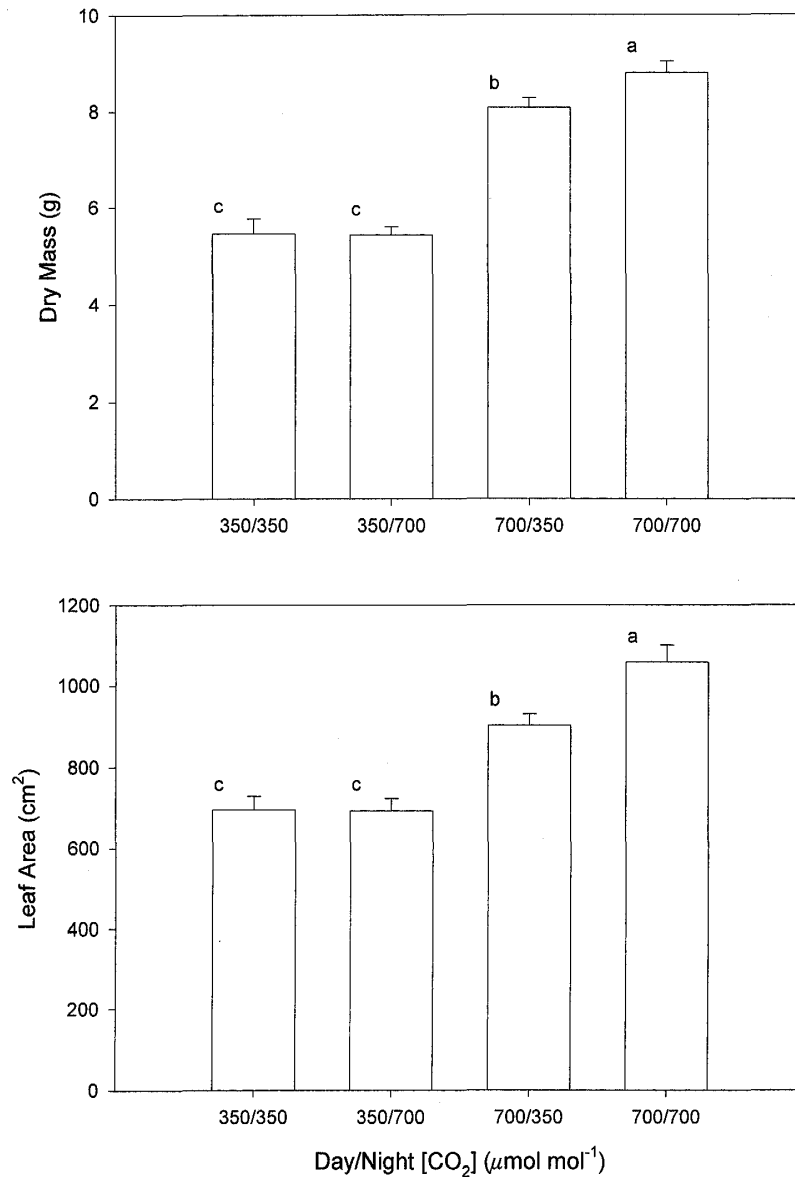 10
8
6
4
2
0
Dry Mass (g)
c
c
b
a
350/350 350/700 700/350 700/700
1200
1000
800
600
400
200
0
Leaf Area (cm²)
c
c
b
a
350/350 350/700 700/350 700/700
Day/Night [CO₂] (μmol mol⁻¹)